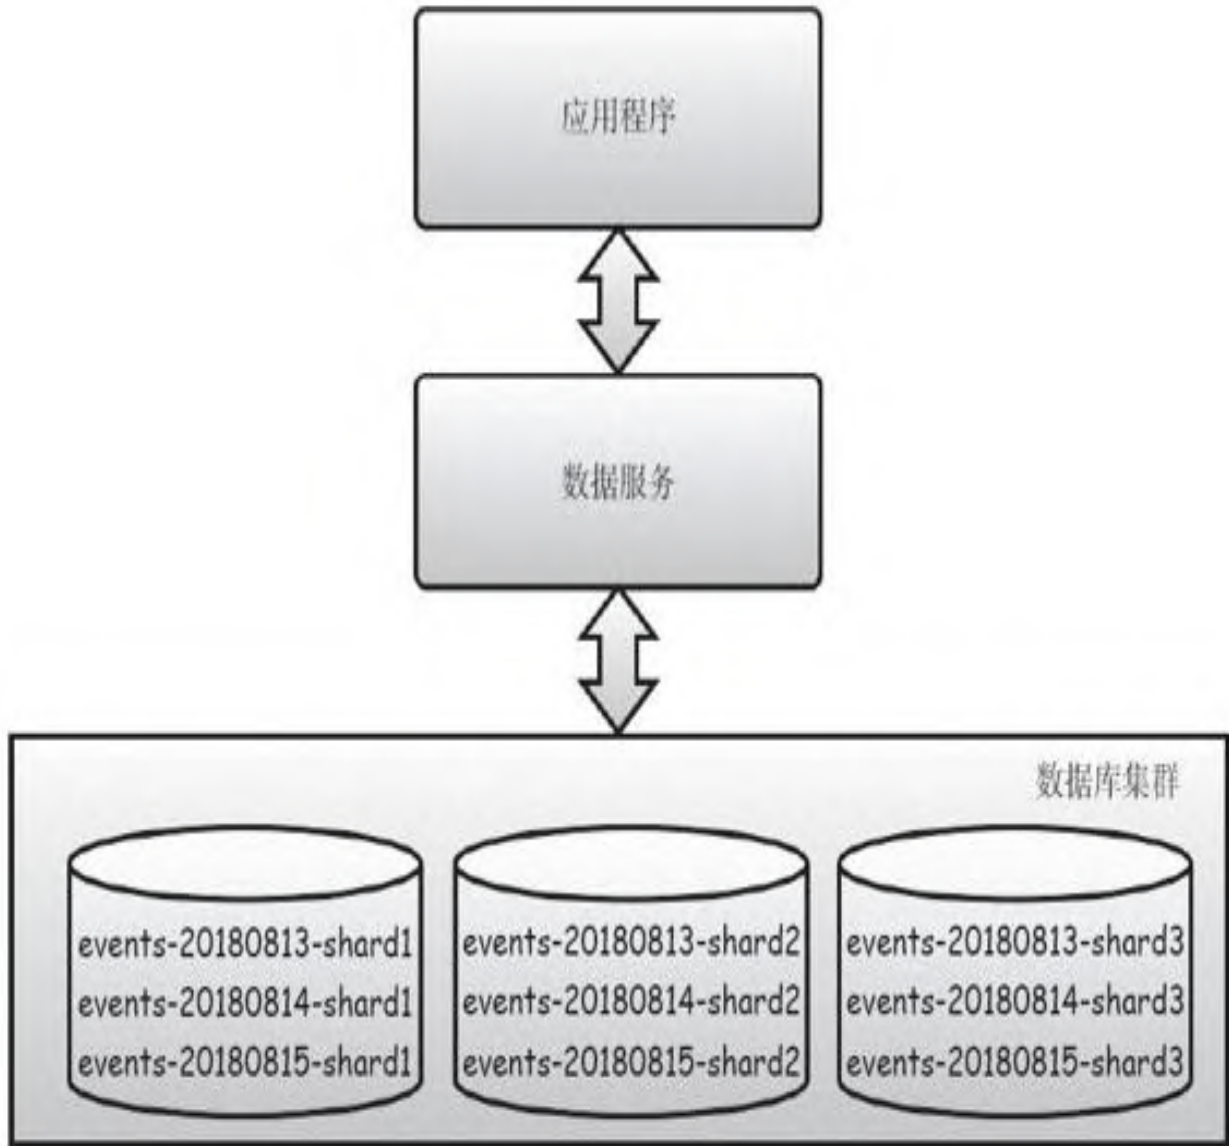 应用程序
数据服务
数据库集群
events-20180813-shard1
events-20180814-shard1
events-20180815-shard1
events-20180813-shard2
events-20180814-shard2
events-20180815-shard2
events-20180813-shard3
events-20180814-shard3
events-20180815-shard3